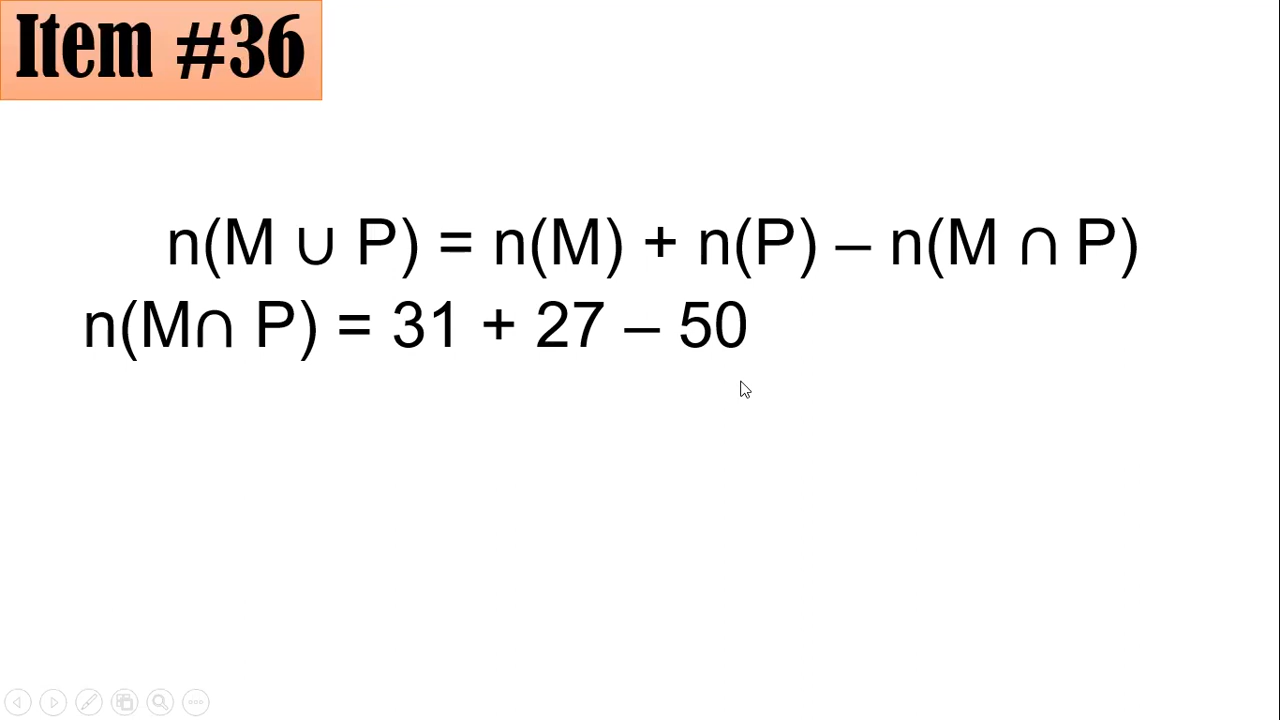 Item #36
n(M ∪ P) = n(M) + n(P) – n(M ∩ P)
n(M∩ P) = 31 + 27 – 50